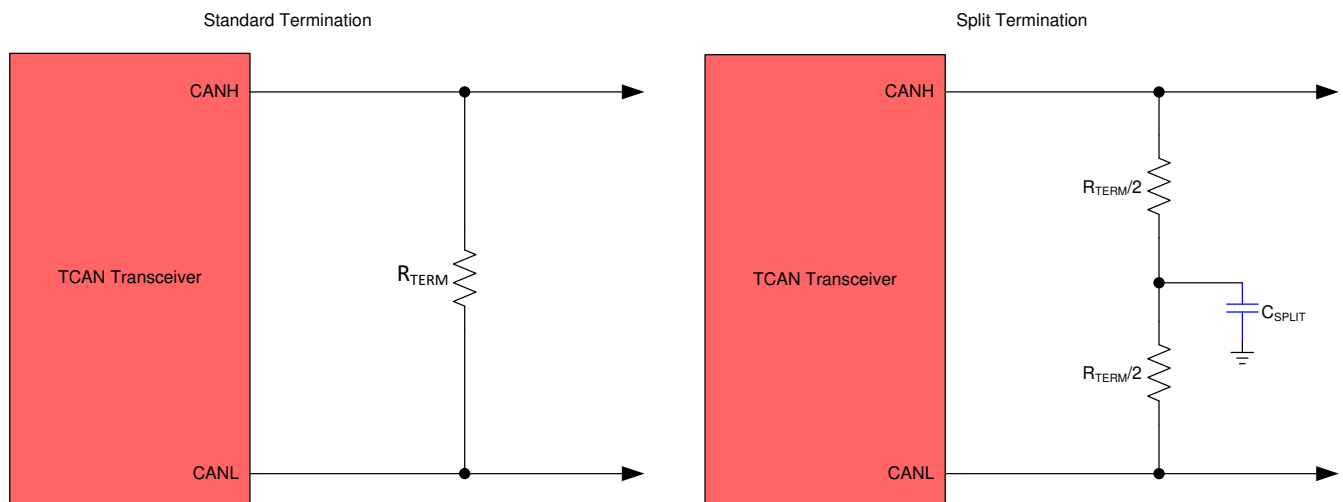 Standard Termination
CANH
TCAN Transceiver
R_TERM
CANL
Split Termination
CANH
R_TERM/2
TCAN Transceiver
C_SPLIT
R_TERM/2
CANL